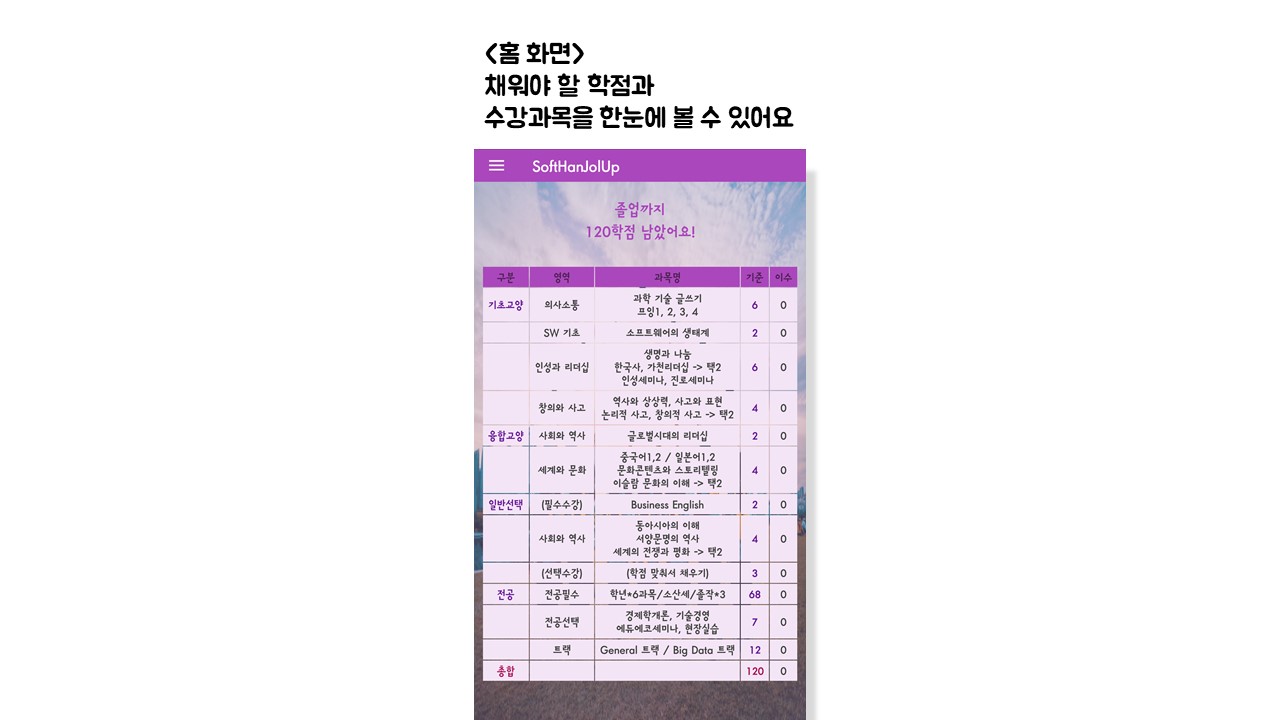 <홈 화면>
채워야 할 학점과
수강과목을 한눈에 볼 수 있어요
SoftHanJolUp
졸업까지
120학점 남았어요!
구분 영역 과목명 기준 이수
기초교양 의사소통 과학 기술 글쓰기 6 0
프잉1, 2, 3, 4
SW 기초 소프트웨어의 생태계 2 0
생명과 나눔
인성과 리더십 한국사, 가천리더십 -> 택2 6 0
인성세미나, 진로세미나
창의와 사고 역사와 상상력, 사고와 표현 4 0
논리적 사고, 창의적 사고 -> 택2
융합교양 사회와 역사 글로벌시대의 리더십 2 0
중국어1,2 / 일본어1,2
세계와 문화 문화콘텐츠와 스토리텔링 4 0
이슬람 문화의 이해 -> 택2
일반선택 (필수수강) Business English 2 0
동아시아의 이해
사회와 역사 서양문명의 역사 4 0
세계의 전쟁과 평화 -> 택2
(선택수강) (학점 맞춰서 채우기) 3 0
전공 전공필수 학년*6과목/소산세/졸작*3 68 0
전공선택 경제학개론, 기술경영 7 0
에듀에코세미나, 현장실습
트랙 General 트랙 / Big Data 트랙 12 0
총합 120 0